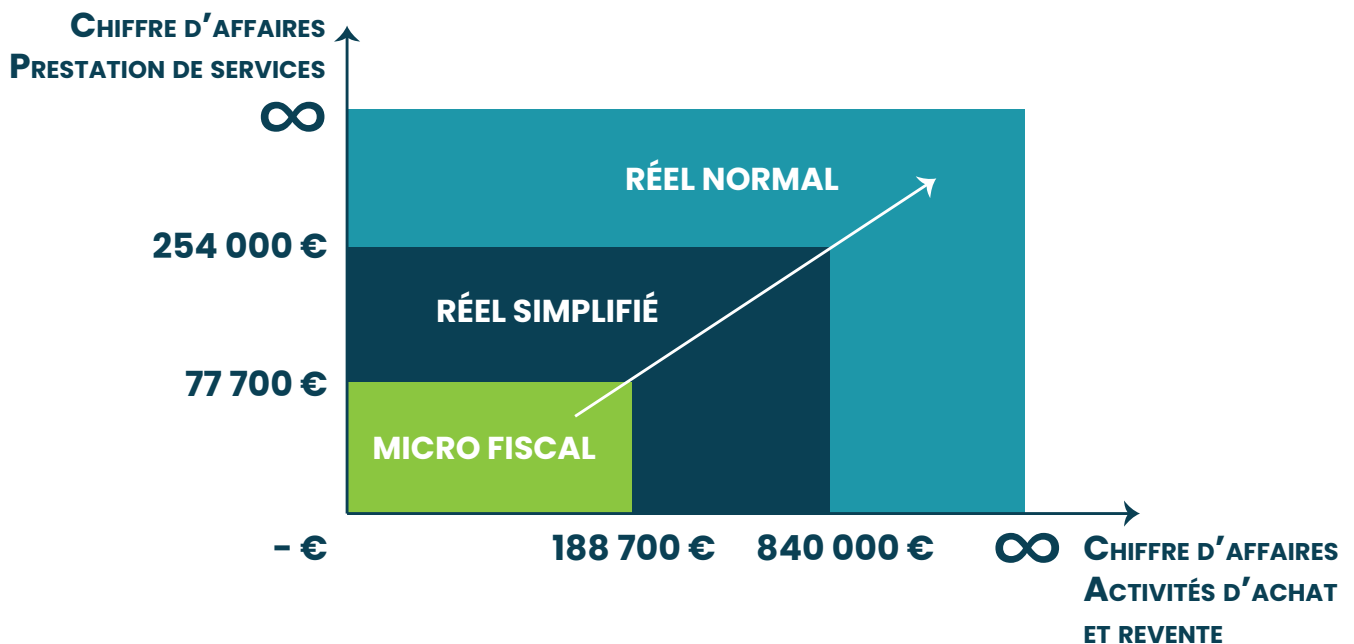 Chiffre d’affaires
Prestation de services
∞
RÉEL NORMAL
254 000 €
RÉEL SIMPLIFIÉ
77 700 €
MICRO FISCAL
- €
188 700 €
840 000 €
∞
Chiffre d’affaires
Activités d’achat
et revente